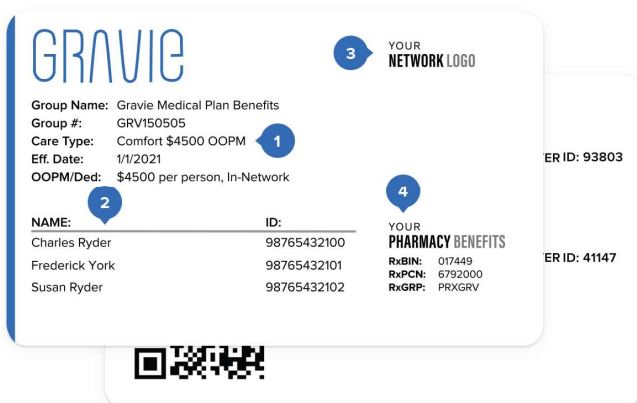 GRAVIE
3
YOUR
NETWORK LOGO
Group Name: Gravie Medical Plan Benefits
Group #: GRV150505
Care Type: Comfort $4500 OOPM
1
Eff. Date: 1/1/2021
OOPM/Ded: $4500 per person, In-Network
2
NAME: ID:
Charles Ryder 98765432100
Frederick York 98765432101
Susan Ryder 98765432102
4
YOUR
PHARMACY BENEFITS
RxBIN: 017449
RxPCN: 6792000
RxGRP: PRXGRV
ER ID: 93803
ER ID: 41147